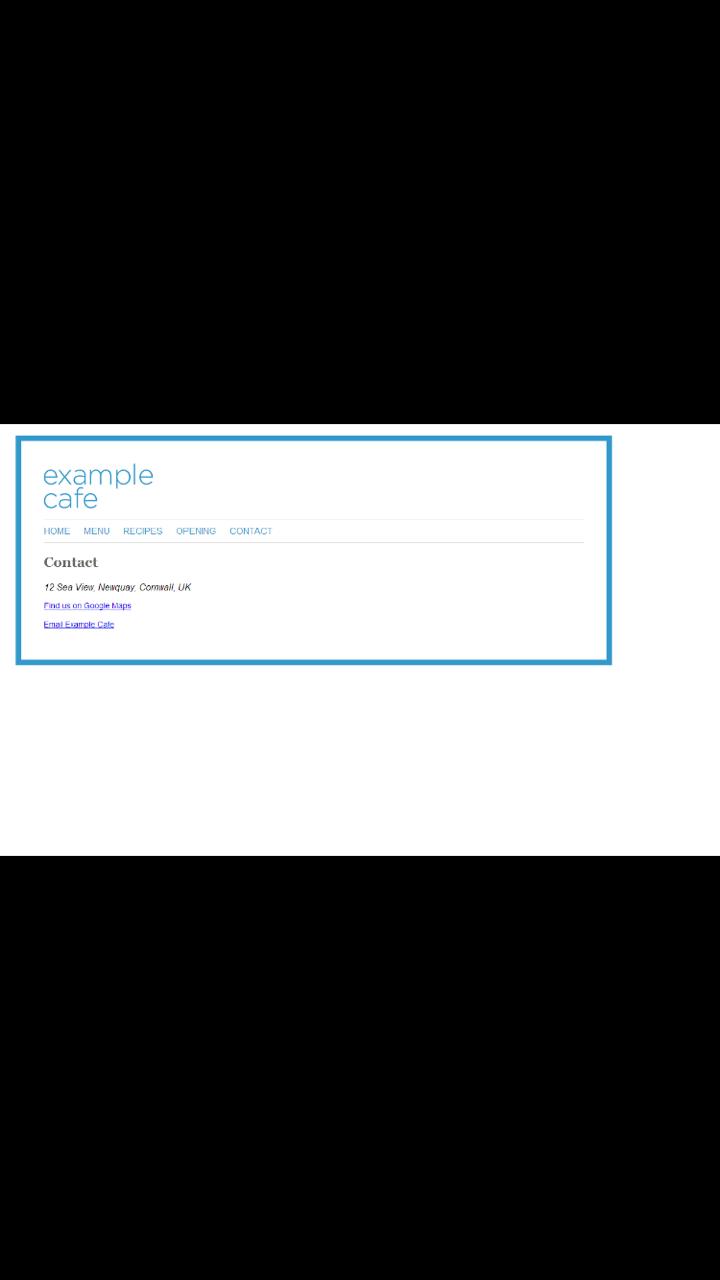 example
cafe
HOME MENU RECIPES OPENING CONTACT
Contact
12 Sea View, Newquay, Cornwall, UK
Find us on Google Maps
Email Example Cafe